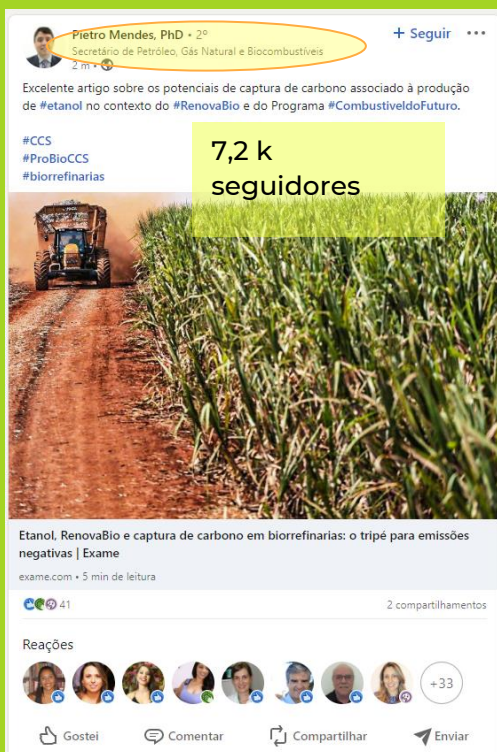 Pietro Mendes, PhD • 2º
+ Seguir
Secretário de Petróleo, Gás Natural e Biocombustíveis
2 m •
Excelente artigo sobre os potenciais de captura de carbono associado à produção
de #etanol no contexto do #RenovaBio e do Programa #CombustiveldoFuturo.
#CCS
#ProBioCCS
#biorrefinarias
7,2 k
seguidores
Etanol, RenovaBio e captura de carbono em biorrefinarias: o tripé para emissões
negativas | Exame
exame.com • 5 min de leitura
41
2 compartilhamentos
Reações
+33
Gostei
Comentar
Compartilhar
Enviar